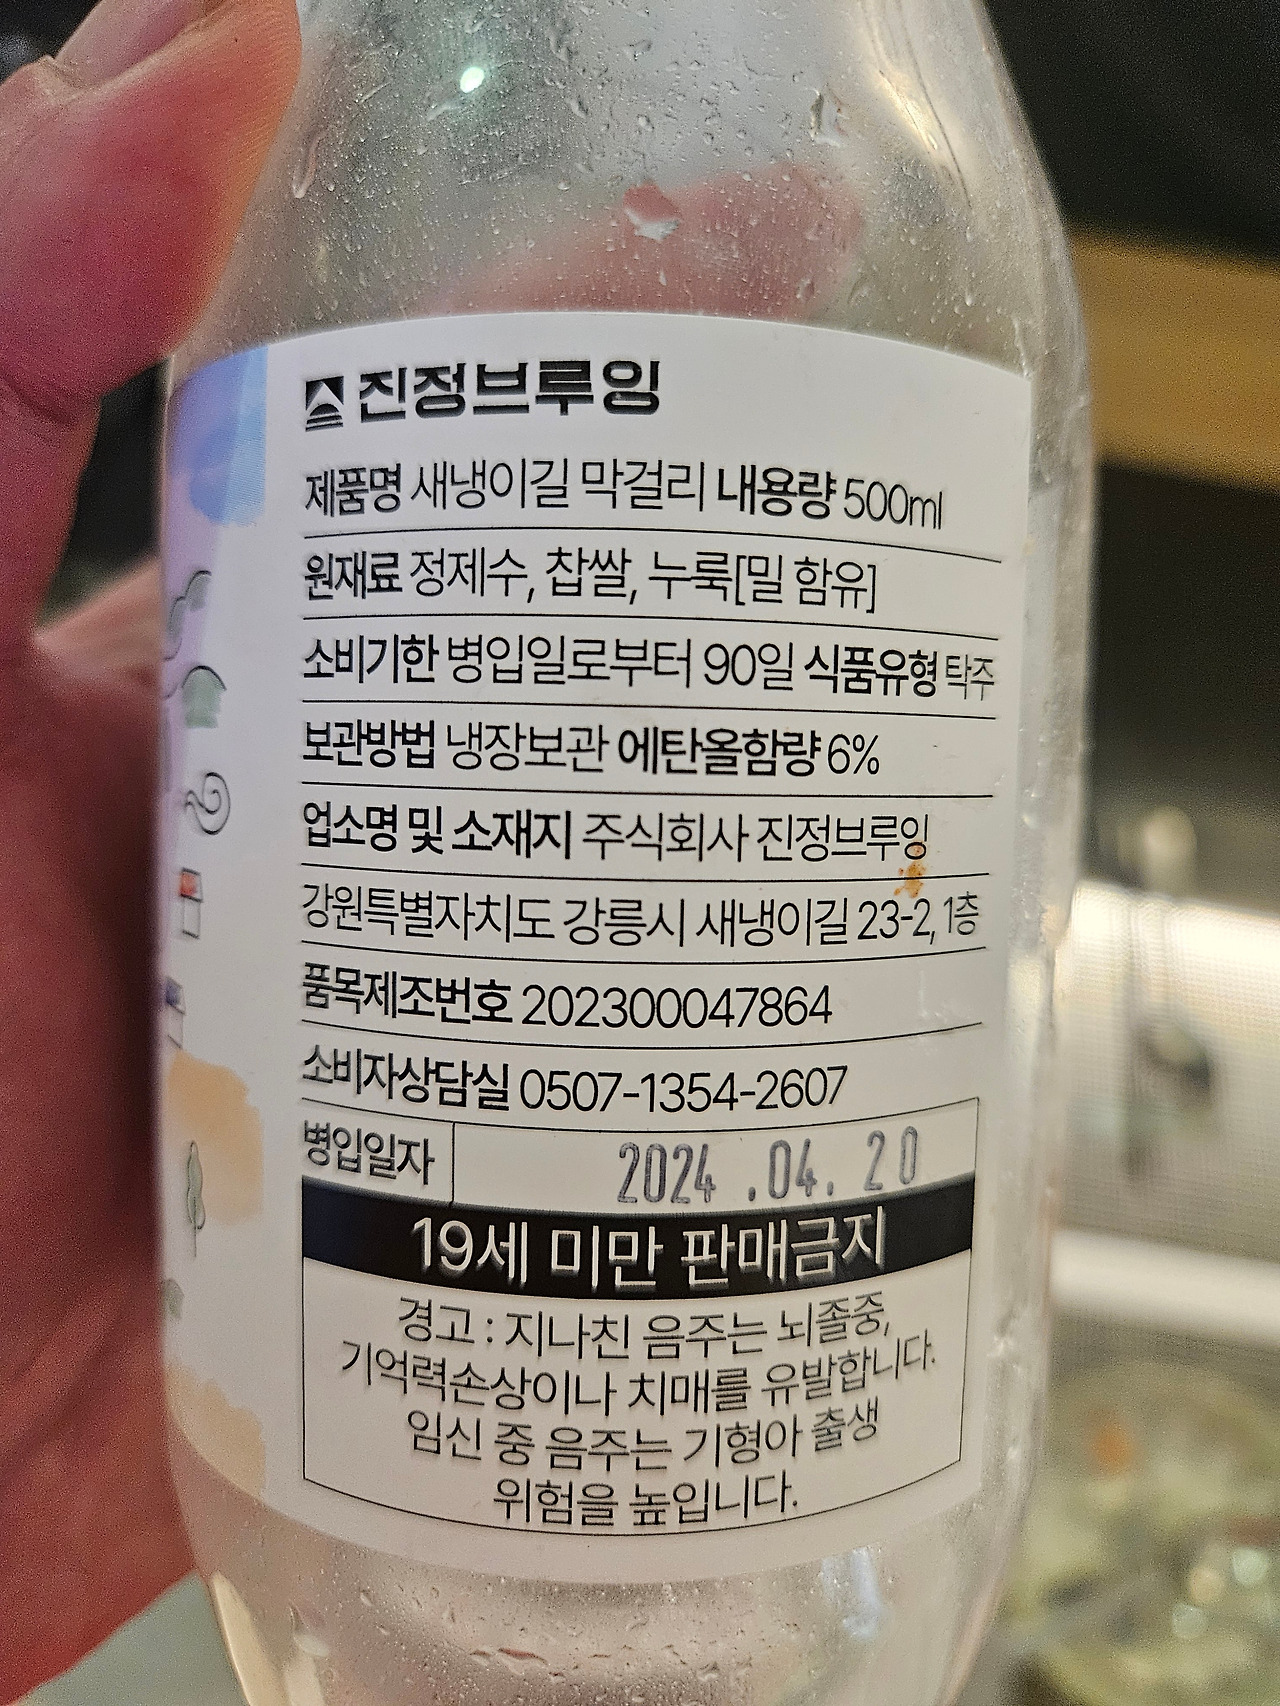 진정브루잉
제품명 새냉이길 막걸리 내용량 500ml
원재료 정제수, 찹쌀, 누룩[밀 함유]
소비기한 병입일로부터 90일 식품유형 탁주
보관방법 냉장보관 에탄올함량 6%
업소명 및 소재지 주식회사 진정브루잉
강원특별자치도 강릉시 새냉이길 23-2, 1층
품목제조번호 202300047864
소비자상담실 0507-1354-2607
병입일자 2024 .04. 20
19세 미만 판매금지
경고 : 지나친 음주는 뇌졸중,
기억력손상이나 치매를 유발합니다.
임신 중 음주는 기형아 출생
위험을 높입니다.